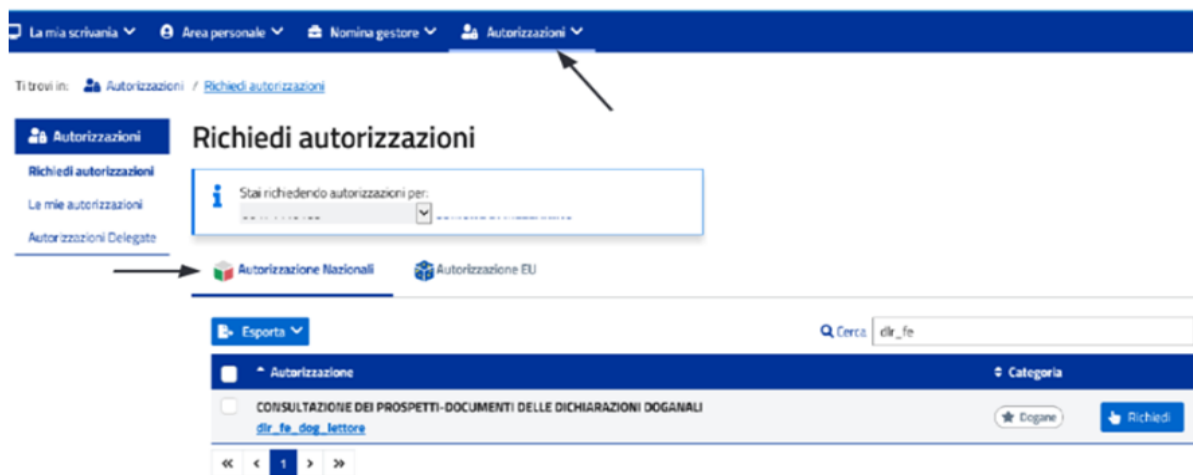 La mia scrivania Area personale Nomina gestore Autorizzazioni
Ti trovi in: Autorizzazioni / Richiedi autorizzazioni
Autorizzazioni
Richiedi autorizzazioni
Le mie autorizzazioni
Autorizzazioni Delegate
Richiedi autorizzazioni
Stai richiedendo autorizzazioni per:
Autorizzazione Nazionali Autorizzazione EU
Esporta Cerca dlr_fe
Autorizzazione Categoria
CONSULTAZIONE DEI PROSPETTI-DOCUMENTI DELLE DICHIARAZIONI DOGANALI
dlr_fe_dog_lettore Dogane Richiedi
« < 1 > »